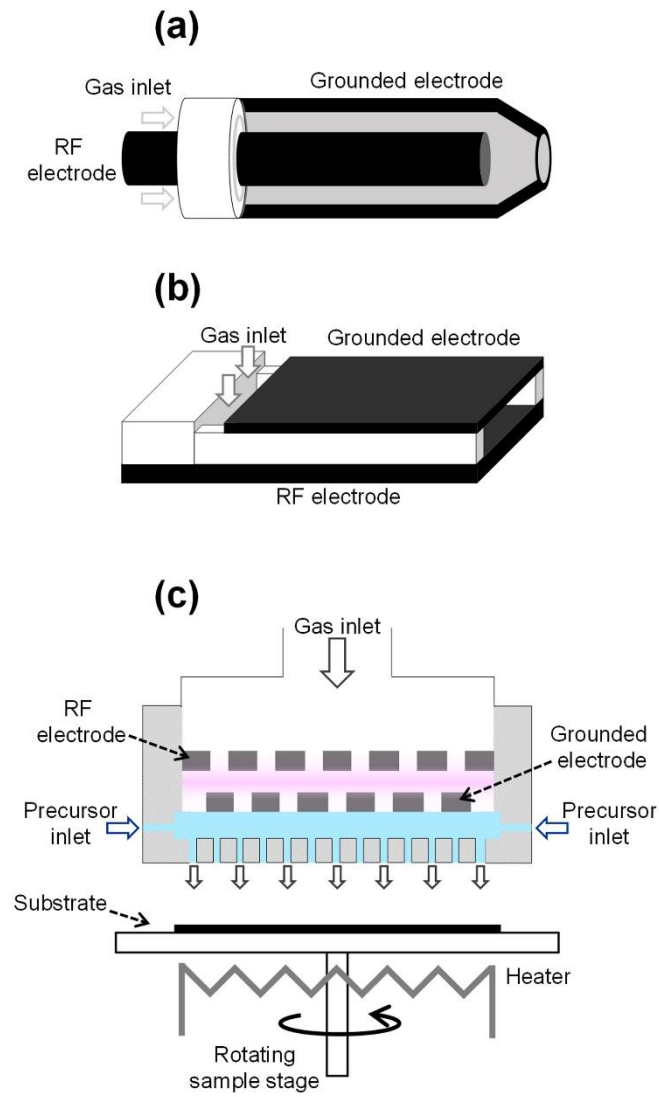 (a)
Grounded electrode
Gas inlet
RF
electrode
(b)
Gas inlet
Grounded electrode
RF electrode
(c)
Gas inlet
RF
electrode
Grounded
electrode
Precursor
inlet
Precursor
inlet
Substrate
Heater
Rotating
sample stage